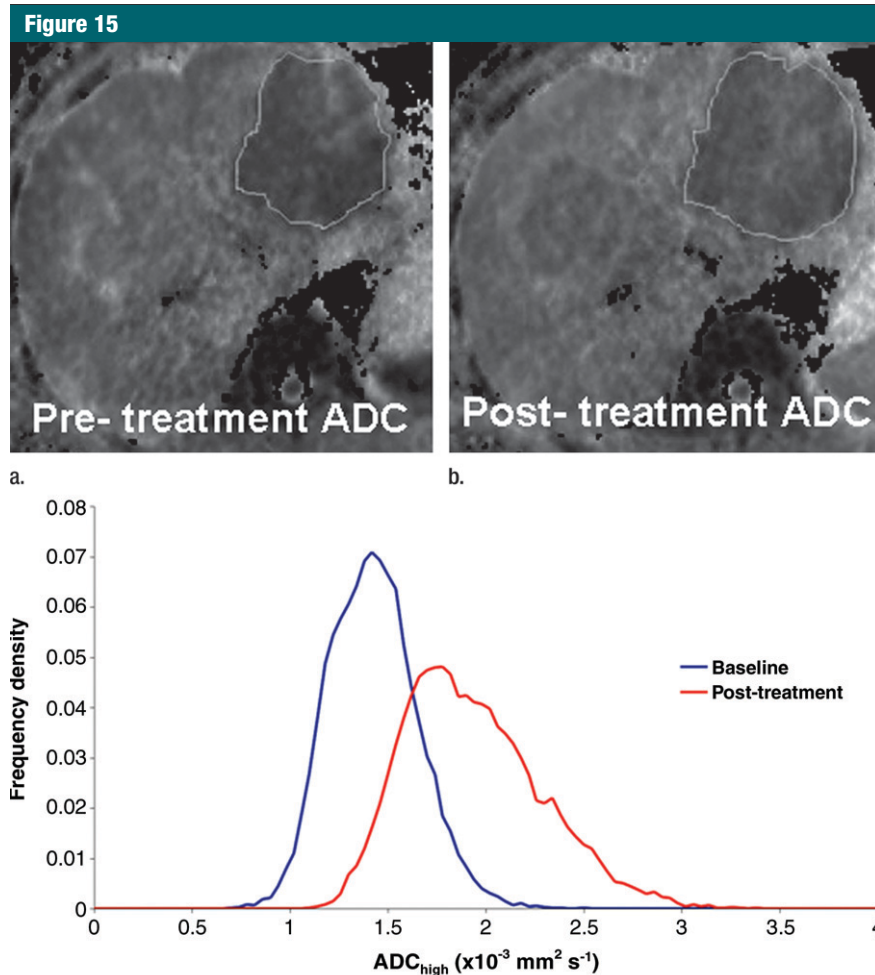 Figure 15
Pre- treatment ADC
Post- treatment ADC
a.
b.
0.08
0.07
0.06
0.05
0.04
0.03
0.02
0.01
0
Frequency density
Baseline
Post-treatment
0 0.5 1 1.5 2 2.5 3 3.5 4
ADChigh (x10-3 mm2 s-1)